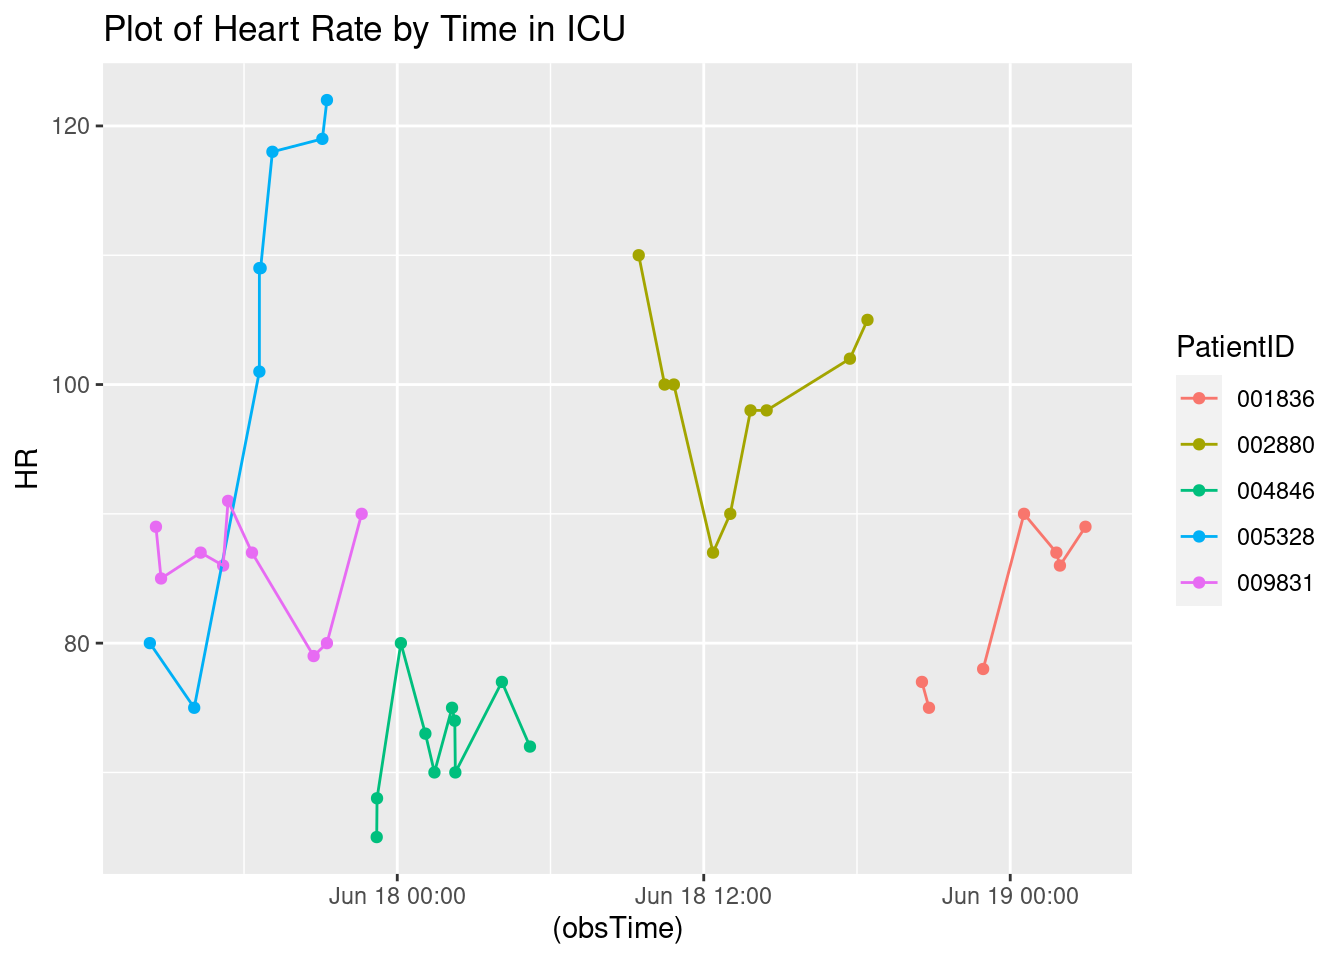 Plot of Heart Rate by Time in ICU
120
100
80
HR
Jun 18 00:00
Jun 18 12:00
Jun 19 00:00
(obsTime)
PatientID
001836
002880
004846
005328
009831